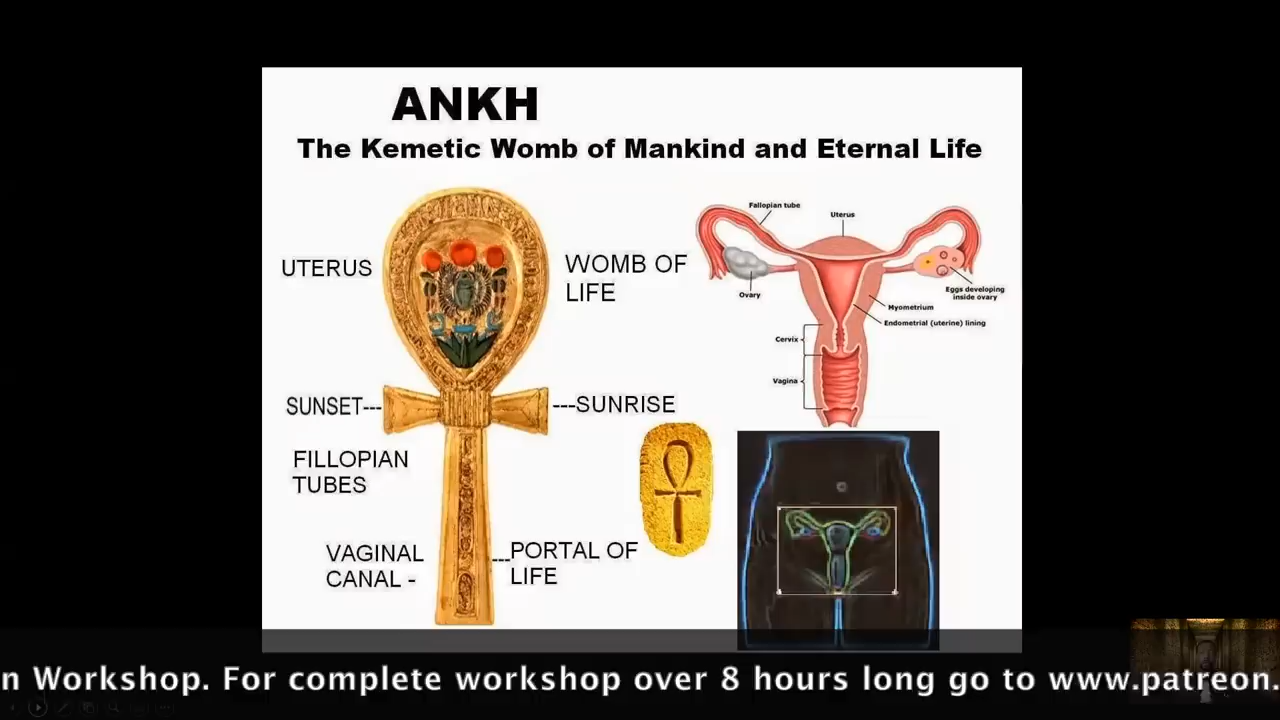 ANKH
The Kemetic Womb of Mankind and Eternal Life
UTERUS
WOMB OF
LIFE
SUNSET---
---SUNRISE
FILLOPIAN
TUBES
VAGINAL
CANAL -
---PORTAL OF
LIFE
Fallopian tube
Uterus
Ovary
Eggs developing
inside ovary
Myometrium
Endometrial (uterine) lining
Cervix
Vagina
n Workshop. For complete workshop over 8 hours long go to www.patreon.